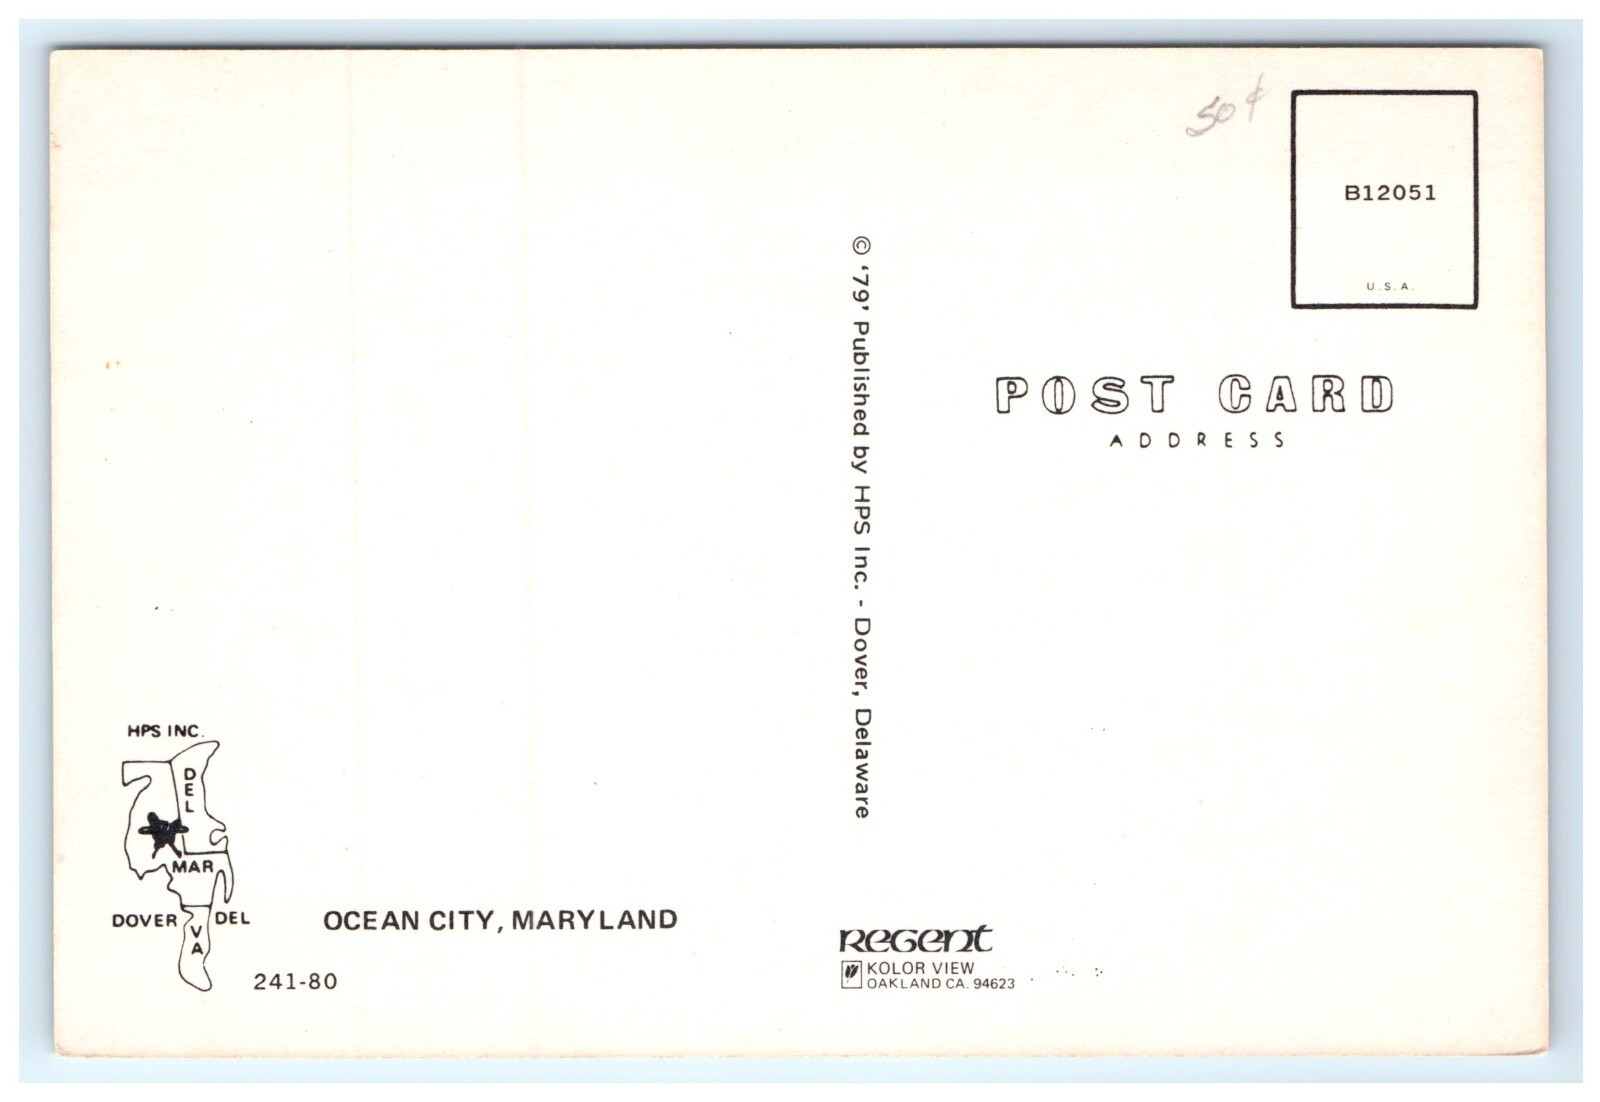 50¢
B12051
U.S.A.
© '79' Published by HPS Inc. - Dover, Delaware
POST CARD
ADDRESS
HPS INC.
DEL
MAR
VA
DOVER DEL
OCEAN CITY, MARYLAND
241-80
Regent
KOLOR VIEW
OAKLAND CA. 94623